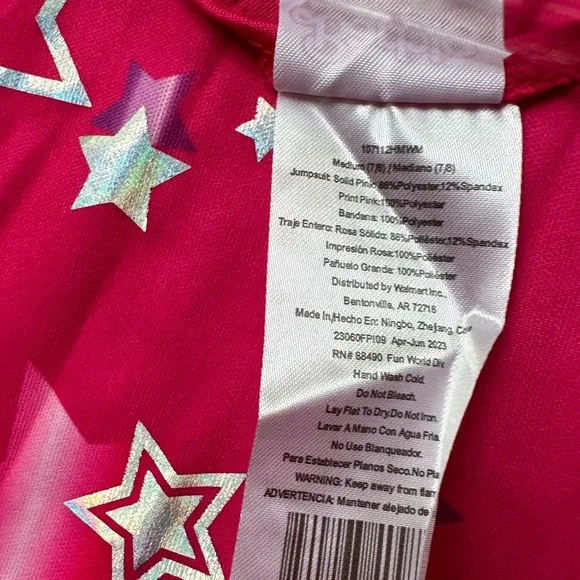 107112HMWM
Medium (7/8) / Mediano (7/8)
Jumpsuit: Solid Pink: 88%Polyester;12%Spandex
Print Pink:100%Polyester
Bandana: 100%Polyester
Traje Entero: Rosa Sólido: 88%Poliéster;12%Spandex
Impresión Rosa:100%Poliéster
Pañuelo Grande: 100%Poliéster
Distributed by Walmart Inc.,
Bentonville, AR 72716
Made In/Hecho En: Ningbo, Zhejiang,
23060FPI09 Apr-Jun 2023
RN# 88490 Fun World Div
Hand Wash Cold.
Do Not Bleach.
Lay Flat To Dry.Do Not Iron.
Lavar A Mano Con Agua Fría.
No Use Blanqueador.
Para Establecer Planos Seco.No Pla
WARNING: Keep away from flam
ADVERTENCIA: Mantener alejado de